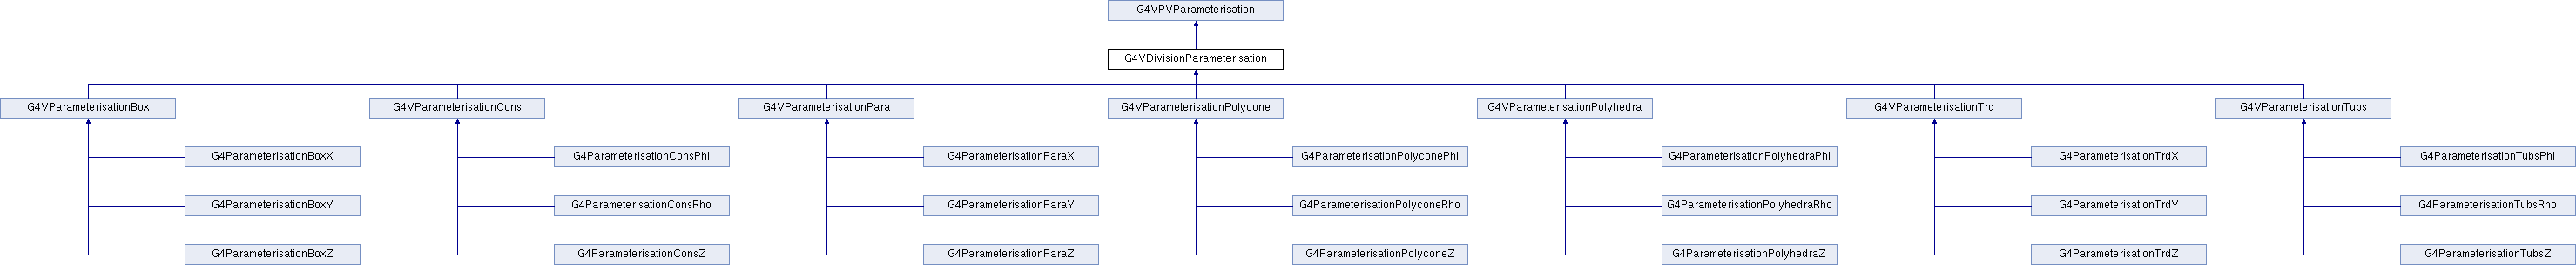 G4VPVParameterisation
G4VDivisionParameterisation
G4VParameterisationBox
G4VParameterisationCons
G4VParameterisationPara
G4VParameterisationPolycone
G4VParameterisationPolyhedra
G4VParameterisationTrd
G4VParameterisationTubs
G4ParameterisationBoxX
G4ParameterisationConsPhi
G4ParameterisationParaX
G4ParameterisationPolyconePhi
G4ParameterisationPolyhedraPhi
G4ParameterisationTrdX
G4ParameterisationTubsPhi
G4ParameterisationBoxY
G4ParameterisationConsRho
G4ParameterisationParaY
G4ParameterisationPolyconeRho
G4ParameterisationPolyhedraRho
G4ParameterisationTrdY
G4ParameterisationTubsRho
G4ParameterisationBoxZ
G4ParameterisationConsZ
G4ParameterisationParaZ
G4ParameterisationPolyconeZ
G4ParameterisationPolyhedraZ
G4ParameterisationTrdZ
G4ParameterisationTubsZ